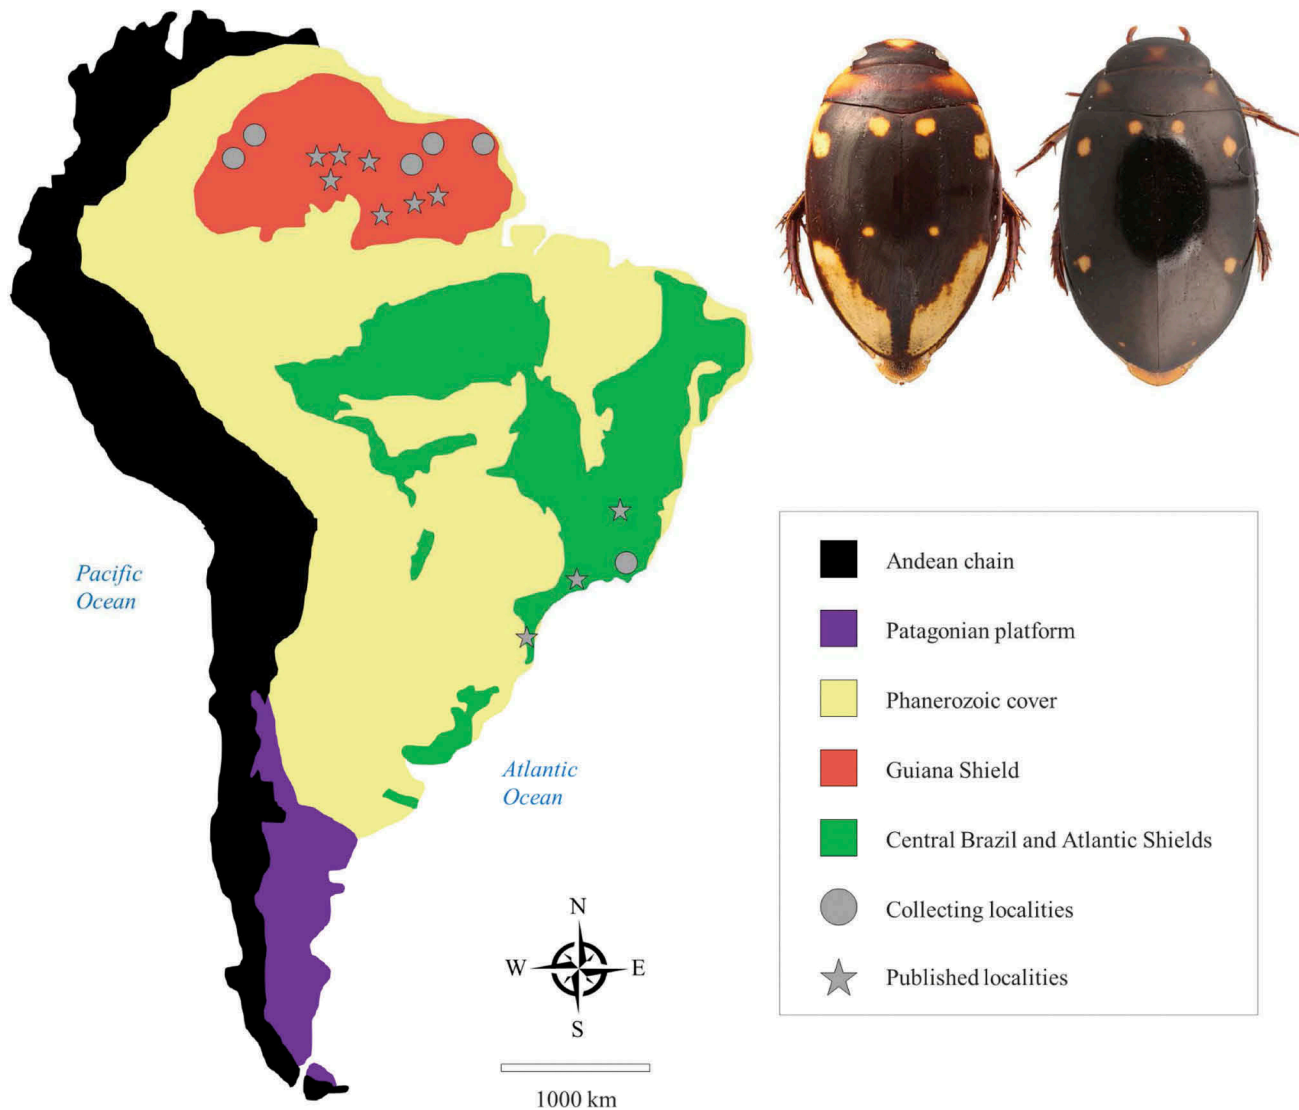 Pacific
Ocean
Atlantic
Ocean
N
W
E
S
1000 km
Andean chain
Patagonian platform
Phanerozoic cover
Guiana Shield
Central Brazil and Atlantic Shields
Collecting localities
Published localities